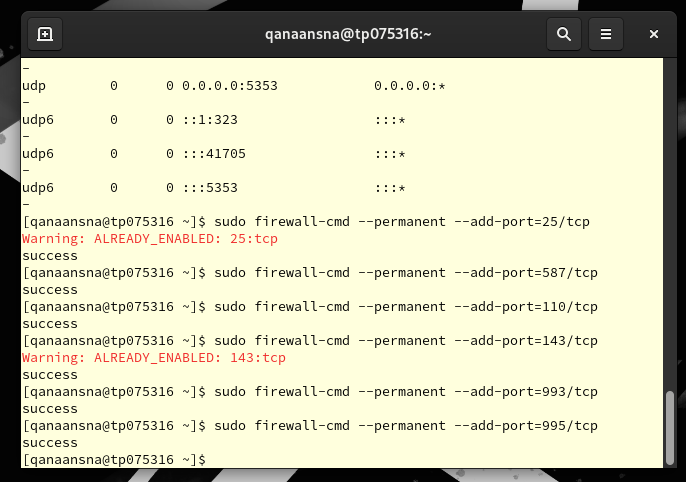 qanaansna@tp075316:~
-
udp 0 0 0.0.0.0:5353 0.0.0.0:*
-
udp6 0 0 ::1:323 :::*
-
udp6 0 0 :::41705 :::*
-
udp6 0 0 :::5353 :::*
-
[qanaansna@tp075316 ~]$ sudo firewall-cmd --permanent --add-port=25/tcp
Warning: ALREADY_ENABLED: 25:tcp
success
[qanaansna@tp075316 ~]$ sudo firewall-cmd --permanent --add-port=587/tcp
success
[qanaansna@tp075316 ~]$ sudo firewall-cmd --permanent --add-port=110/tcp
success
[qanaansna@tp075316 ~]$ sudo firewall-cmd --permanent --add-port=143/tcp
Warning: ALREADY_ENABLED: 143:tcp
success
[qanaansna@tp075316 ~]$ sudo firewall-cmd --permanent --add-port=993/tcp
success
[qanaansna@tp075316 ~]$ sudo firewall-cmd --permanent --add-port=995/tcp
success
[qanaansna@tp075316 ~]$